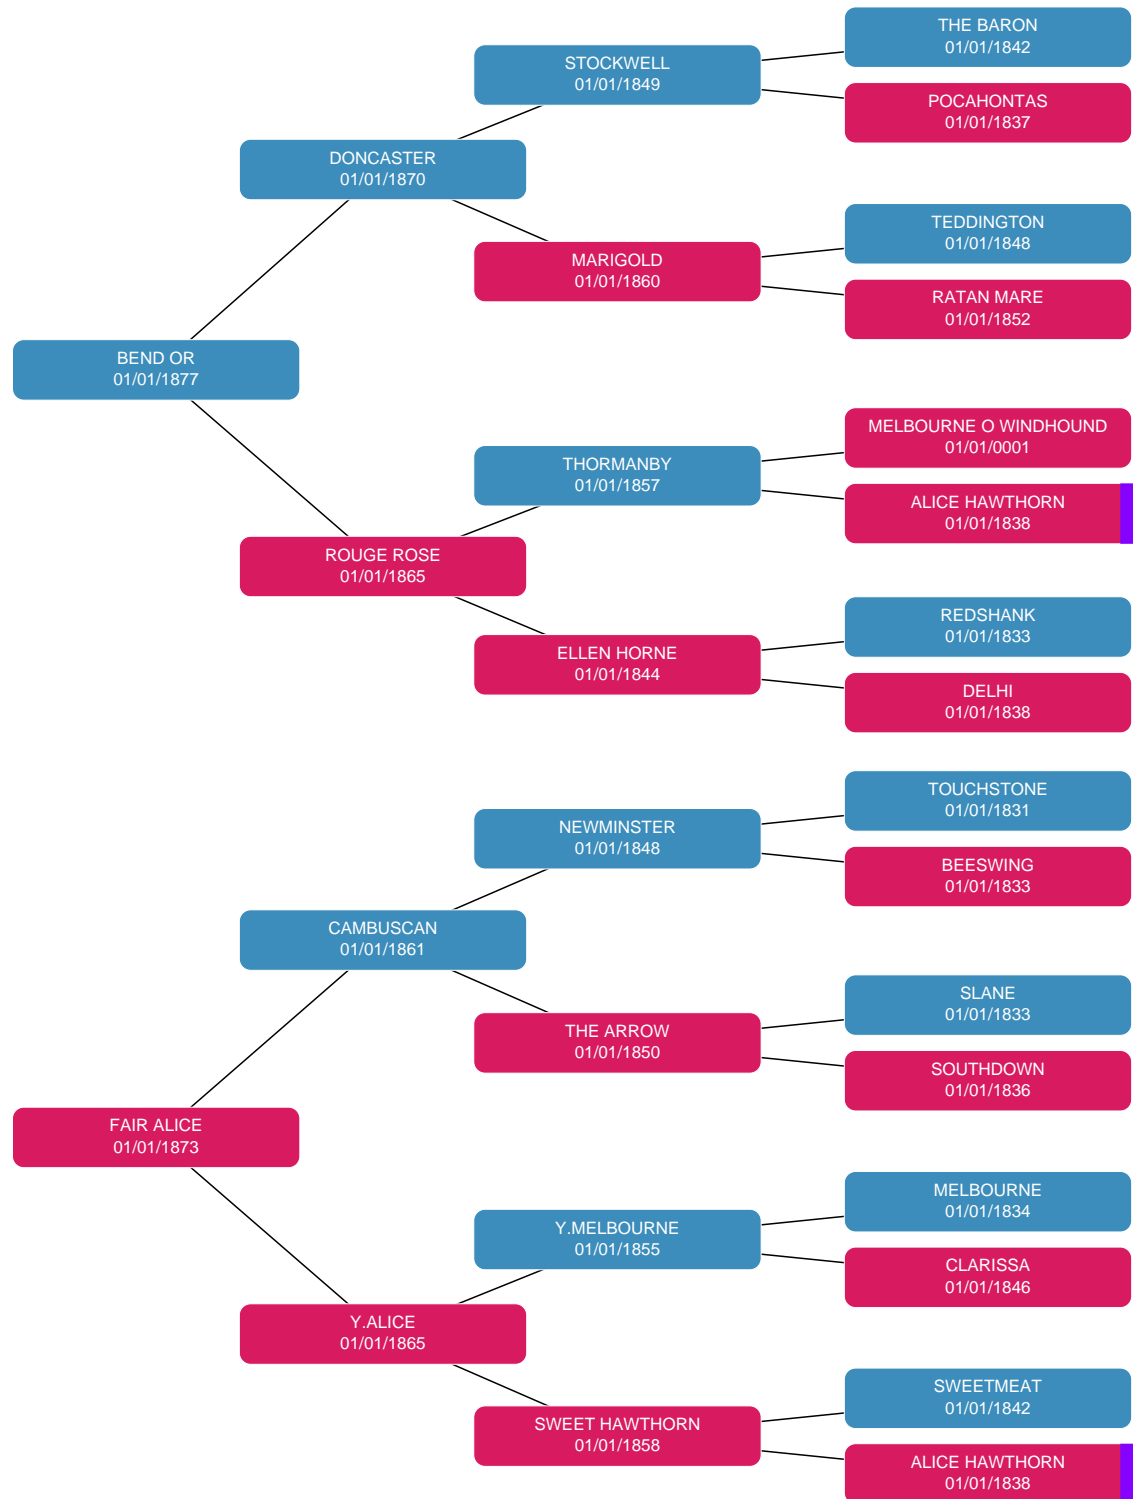 THE BARON
01/01/1842
STOCKWELL
01/01/1849
POCAHONTAS
01/01/1837
DONCASTER
01/01/1870
TEDDINGTON
01/01/1848
MARIGOLD
01/01/1860
RATAN MARE
01/01/1852
BEND OR
01/01/1877
MELBOURNE O WINDHOUND
01/01/0001
THORMANBY
01/01/1857
ALICE HAWTHORN
01/01/1838
ROUGE ROSE
01/01/1865
REDSHANK
01/01/1833
ELLEN HORNE
01/01/1844
DELHI
01/01/1838
TOUCHSTONE
01/01/1831
NEWMINSTER
01/01/1848
BEESWING
01/01/1833
CAMBUSCAN
01/01/1861
SLANE
01/01/1833
THE ARROW
01/01/1850
SOUTHDOWN
01/01/1836
FAIR ALICE
01/01/1873
MELBOURNE
01/01/1834
Y.MELBOURNE
01/01/1855
CLARISSA
01/01/1846
Y.ALICE
01/01/1865
SWEETMEAT
01/01/1842
SWEET HAWTHORN
01/01/1858
ALICE HAWTHORN
01/01/1838